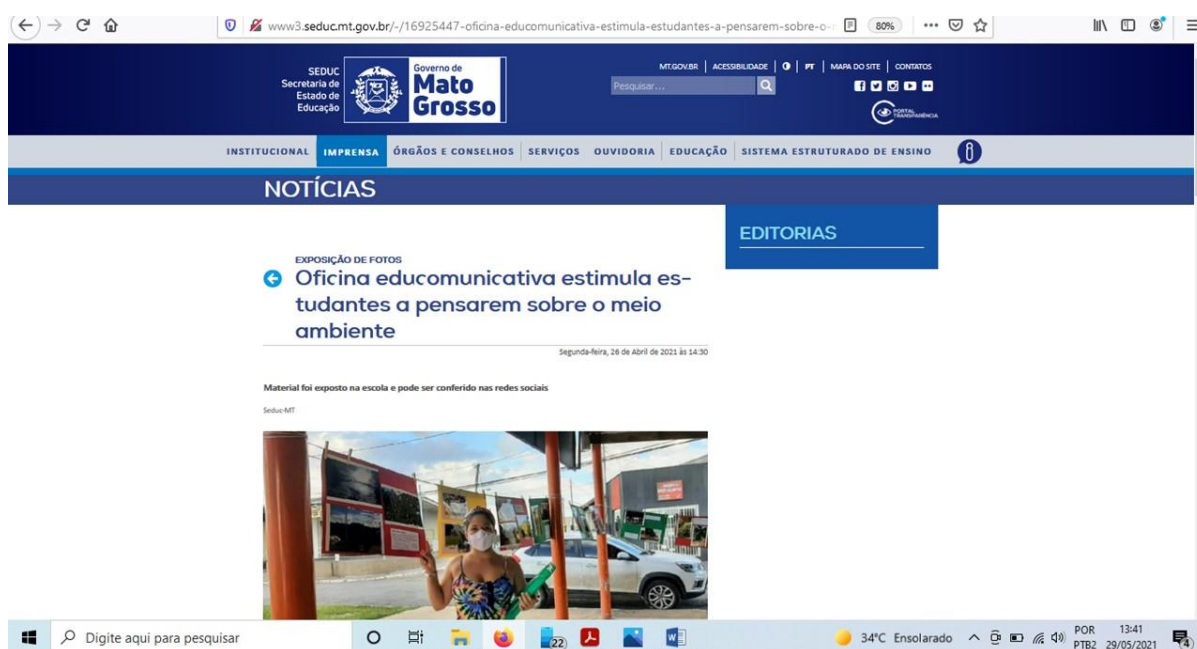 www3.seduc.mt.gov.br/-/16925447-oficina-educomunicativa-estimula-estudantes-a-pensarem-sobre-o-
80%
SEDUC
Secretaria de
Estado de
Educação
Governo de
Mato
Grosso
MT.GOV.BR | ACESSIBILIDADE | PT | MAPA DO SITE | CONTATOS
Pesquisar...
PORTAL
TRANSPARÊNCIA
INSTITUCIONAL IMPRENSA ÓRGÃOS E CONSELHOS SERVIÇOS OUVIDORIA EDUCAÇÃO SISTEMA ESTRUTURADO DE ENSINO
NOTÍCIAS
EDITORIAS
EXPOSIÇÃO DE FOTOS
Oficina educomunicativa estimula es-
tudantes a pensarem sobre o meio
ambiente
Segunda-feira, 26 de Abril de 2021 às 14:30
Material foi exposto na escola e pode ser conferido nas redes sociais
Seduc-MT
Digite aqui para pesquisar
22
34°C Ensolarado
POR
PTB2
13:41
29/05/2021
4